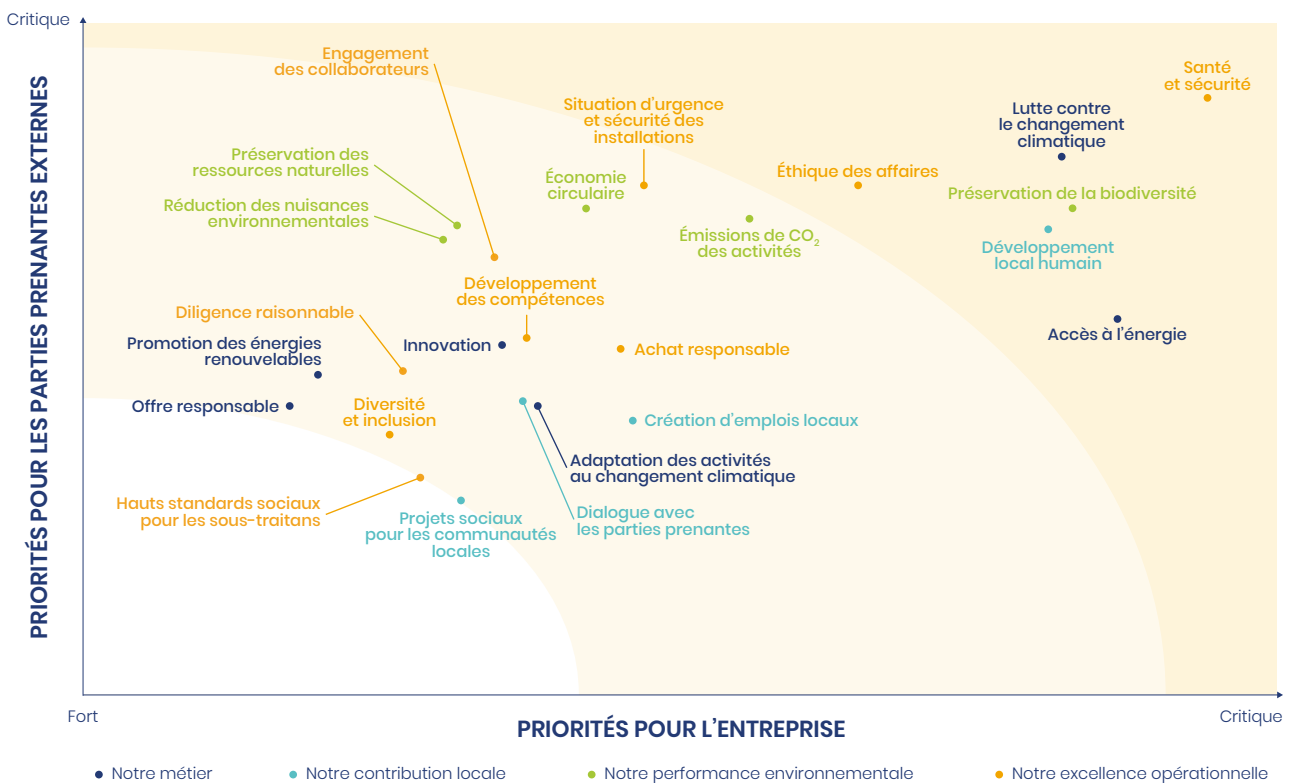 Critique
PRIORITÉS POUR LES PARTIES PRENANTES EXTERNES
Engagement
des collaborateurs
Santé
et sécurité
Situation d'urgence
et sécurité des
installations
Lutte contre
le changement
climatique
Préservation des
ressources naturelles
Économie
circulaire
Éthique des affaires
Préservation de la biodiversité
Réduction des nuisances
environnementales
Émissions de CO₂
des activités
Développement
local humain
Développement
des compétences
Diligence raisonnable
Promotion des énergies
renouvelables
Innovation
Achat responsable
Accès à l'énergie
Offre responsable
Diversité
et inclusion
Création d'emplois locaux
Adaptation des activités
au changement climatique
Hauts standards sociaux
pour les sous-traitans
Projets sociaux
pour les communautés
locales
Dialogue avec
les parties prenantes
Fort
PRIORITÉS POUR L'ENTREPRISE
Critique
Notre métier
Notre contribution locale
Notre performance environnementale
Notre excellence opérationnelle